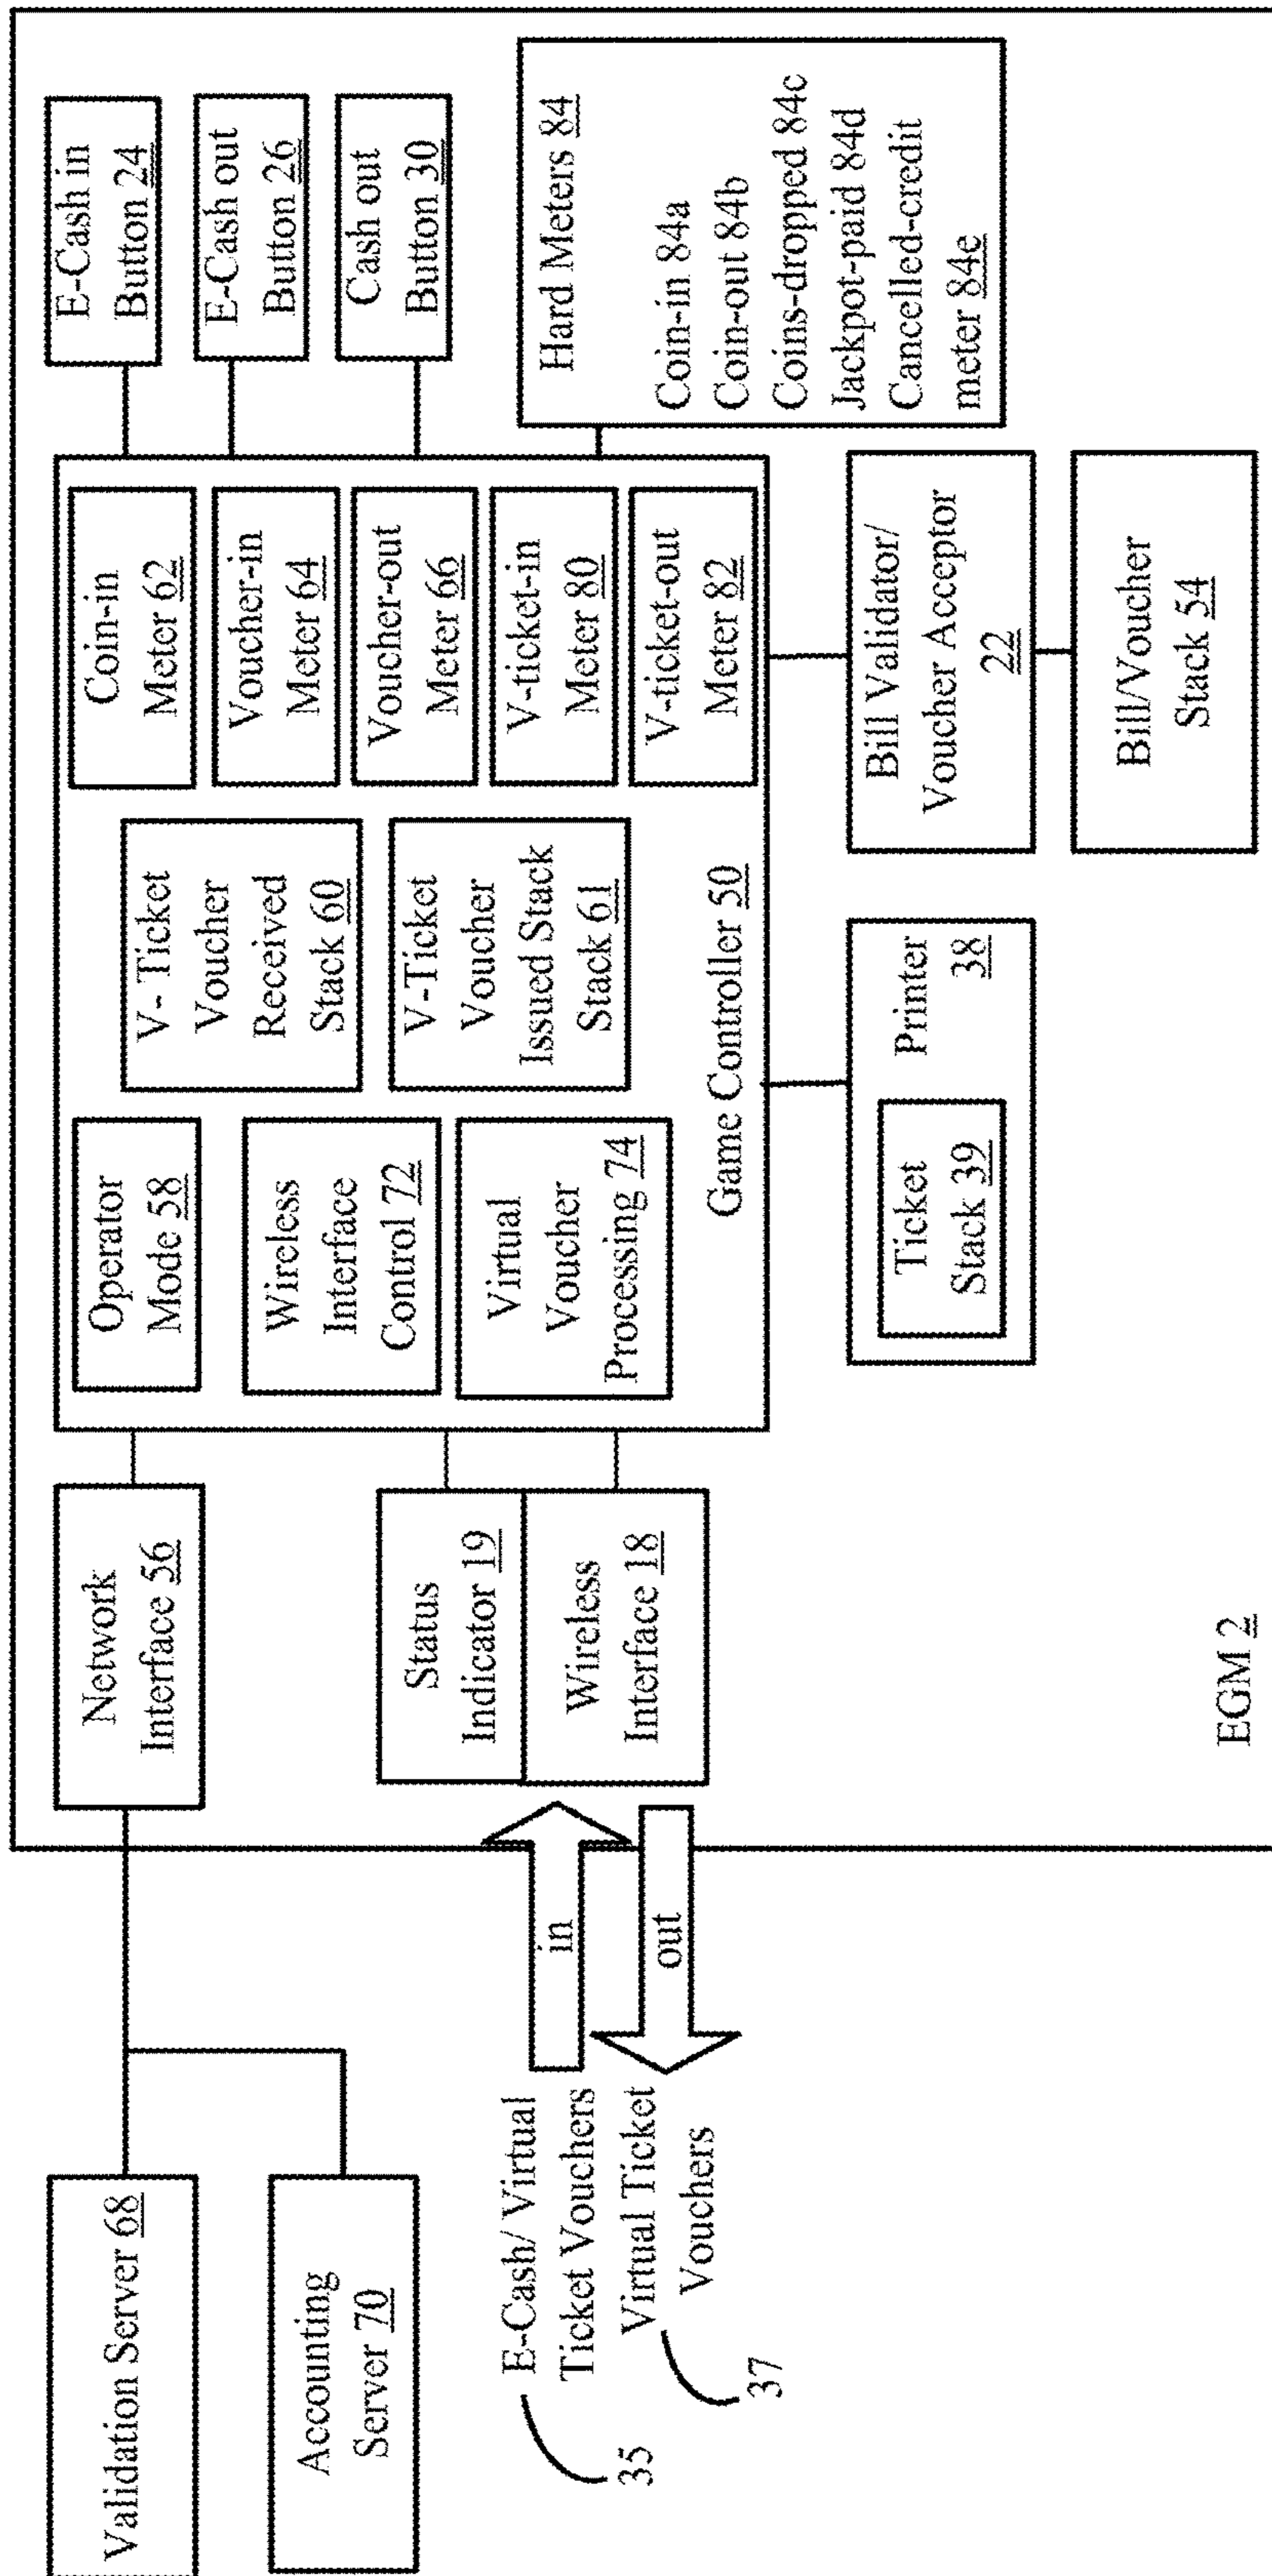 Validation Server 68
Accounting
Server 70
35
E-Cash/ Virtual
Ticket Vouchers
Virtual Ticket
Vouchers
37
in
out
Network
Interface 56
Status
Indicator 19
Wireless
Interface 18
EGM 2
Operator
Mode 58
Wireless
Interface
Control 72
Virtual
Voucher
Processing 74
V- Ticket
Voucher
Received
Stack 60
V-Ticket
Voucher
Issued Stack
Stack 61
Game Controller 50
Coin-in
Meter 62
Voucher-in
Meter 64
Voucher-out
Meter 66
V-ticket-in
Meter 80
V-ticket-out
Meter 82
E-Cash in
Button 24
E-Cash out
Button 26
Cash out
Button 30
Hard Meters 84
Coin-in 84a
Coin-out 84b
Coins-dropped 84c
Jackpot-paid 84d
Cancelled-credit
meter 84e
Ticket
Stack 39
Printer
38
Bill Validator/
Voucher Acceptor
22
Bill/Voucher
Stack 54